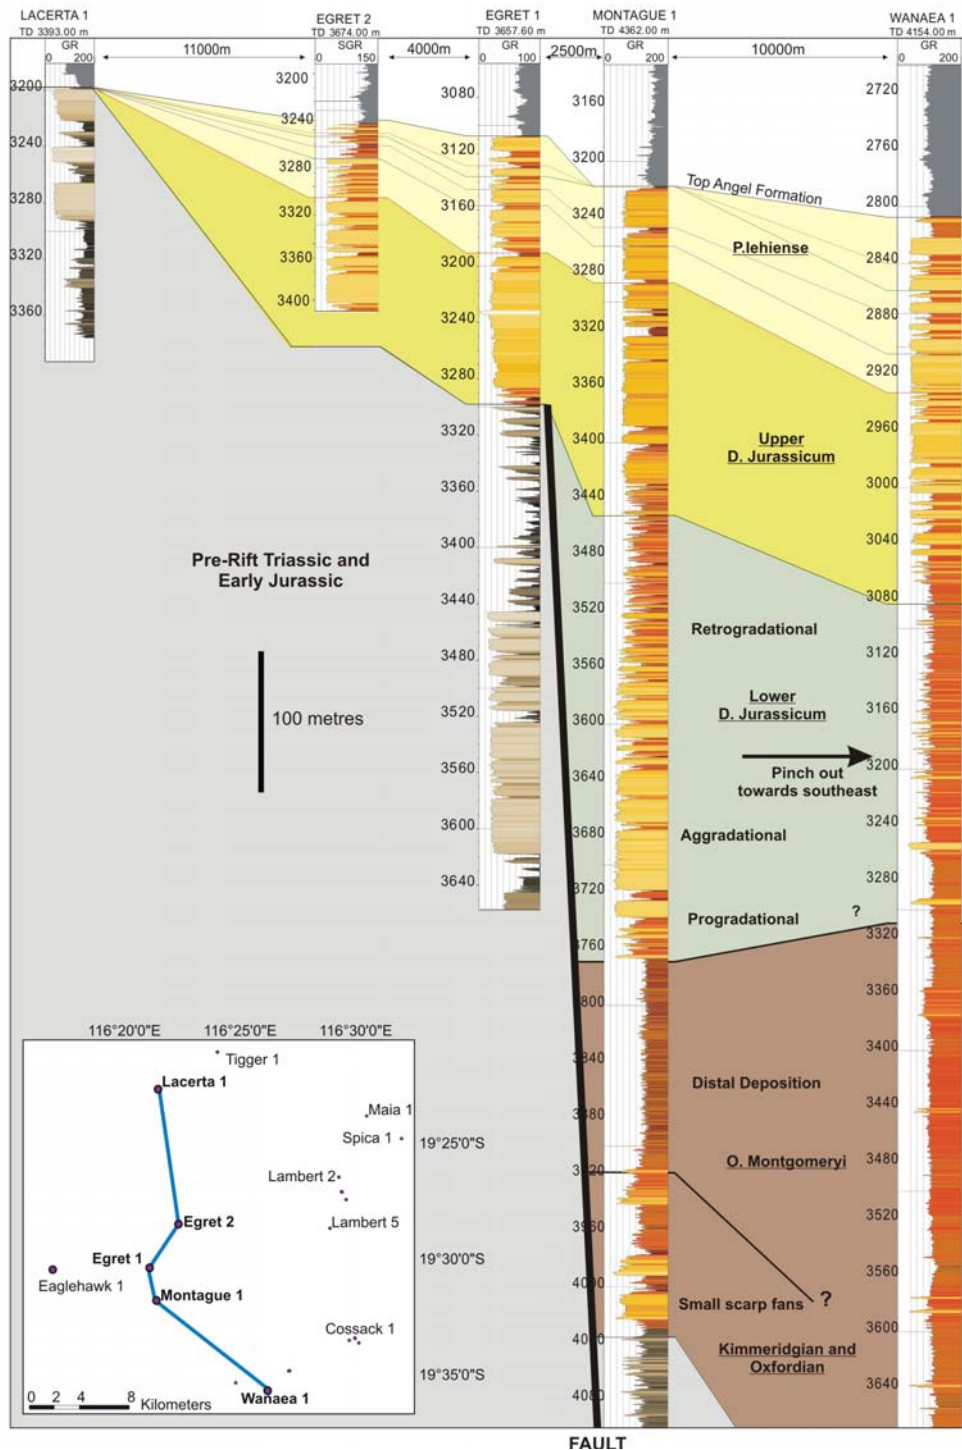 LACERTA 1
TD 3393.00 m
GR
0 200
EGRET 2
TD 3674.00 m
SGR
0 150
EGRET 1
TD 3657.60 m
GR
0 100
MONTAGUE 1
TD 4362.00 m
GR
0 200
WANAEA 1
TD 4154.00 m
GR
0 200
11000m
4000m
2500m
10000m
3200
3240
3280
3320
3360
3200
3240
3280
3320
3360
3400
3080
3120
3160
3200
3240
3280
3320
3360
3400
3440
3480
3520
3560
3600
3640
3160
3200
3240
3280
3320
3360
3400
3440
3480
3520
3560
3600
3640
3680
3720
3760
2720
2760
2800
2840
2880
2920
2960
3000
3040
3080
3120
3160
3200
3240
3280
3320
3360
3400
3440
3480
3520
3560
3600
3640
Top Angel Formation
P.lehiense
Upper
D. Jurassicum
Retrogradational
Lower
D. Jurassicum
Pinch out
towards southeast
Aggradational
Progradational
?
Distal Deposition
O. Montgomeryi
Small scarp fans
?
Kimmeridgian and
Oxfordian
Pre-Rift Triassic and
Early Jurassic
100 metres
116°20'0"E 116°25'0"E 116°30'0"E
Tigger 1
Lacerta 1
Maia 1
Spica 1
19°25'0"S
Lambert 2
Egret 2
Lambert 5
Egret 1
19°30'0"S
Eaglehawk 1
Montague 1
Cossack 1
19°35'0"S
Wanaea 1
0 2 4 8
Kilometers
FAULT